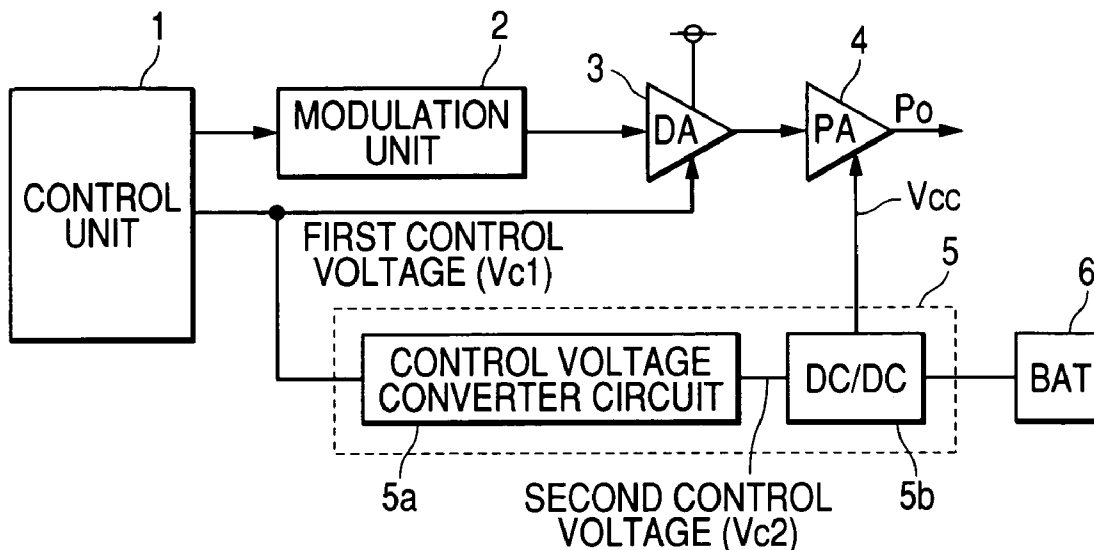 1
2
3
4
MODULATION
UNIT
DA
PA
Po
CONTROL
UNIT
FIRST CONTROL
VOLTAGE (Vc1)
Vcc
5
6
CONTROL VOLTAGE
CONVERTER CIRCUIT
DC/DC
BAT
5a
SECOND CONTROL
VOLTAGE (Vc2)
5b